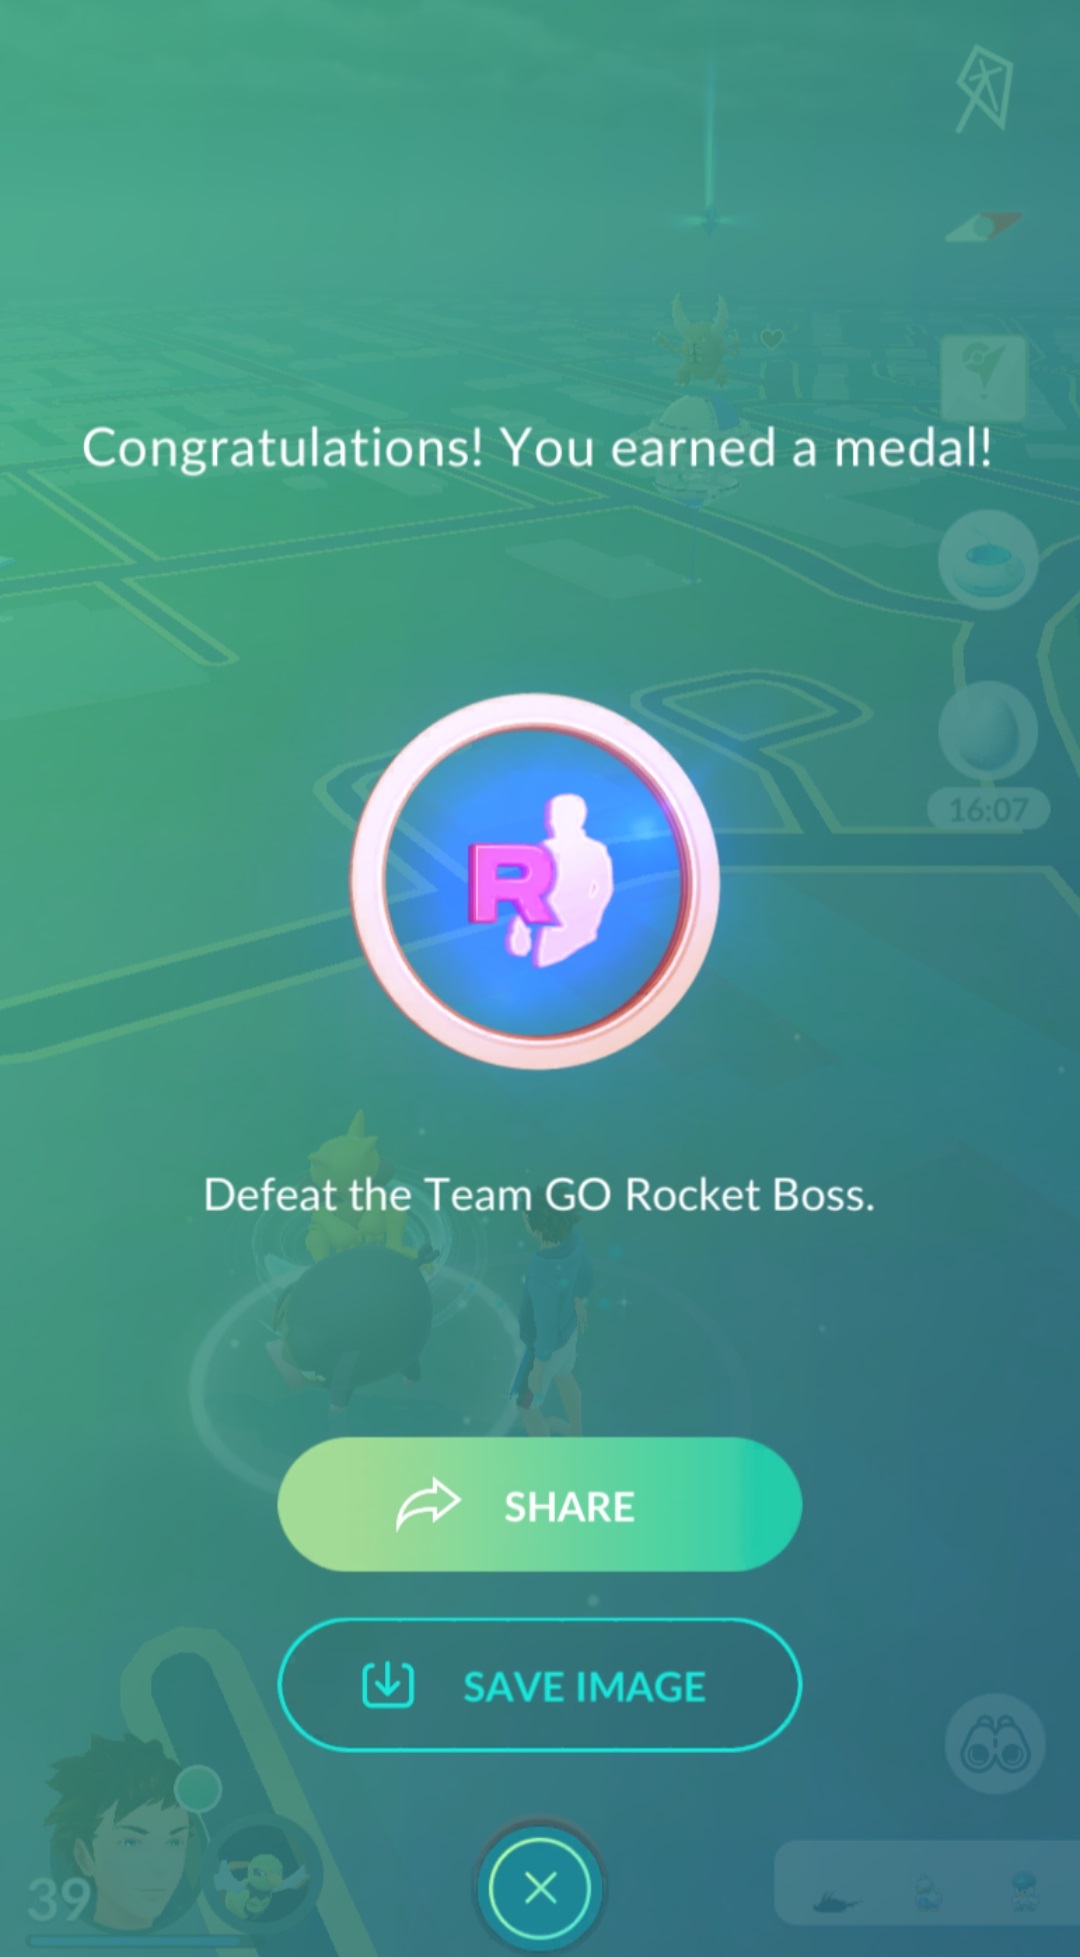 Congratulations! You earned a medal!
16:07
R
Defeat the Team GO Rocket Boss.
SHARE
SAVE IMAGE
39